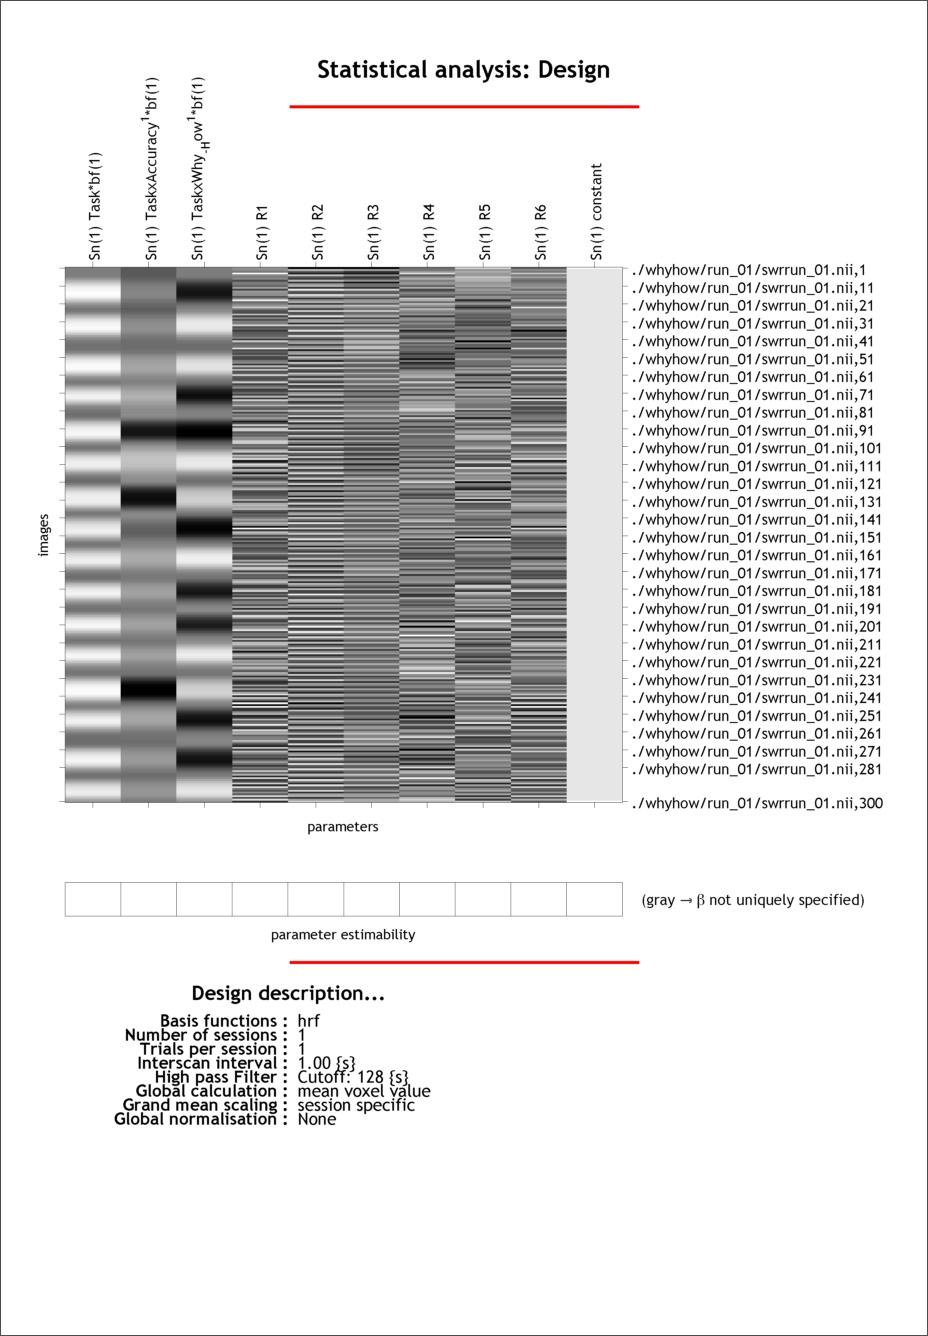 Statistical analysis: Design
Sn(1) Task*bf(1)
Sn(1) TaskxAccuracy^1*bf(1)
Sn(1) TaskxWhy_-How^1*bf(1)
Sn(1) R1
Sn(1) R2
Sn(1) R3
Sn(1) R4
Sn(1) R5
Sn(1) R6
Sn(1) constant
images
./whyhow/run_01/swrrun_01.nii,1
./whyhow/run_01/swrrun_01.nii,11
./whyhow/run_01/swrrun_01.nii,21
./whyhow/run_01/swrrun_01.nii,31
./whyhow/run_01/swrrun_01.nii,41
./whyhow/run_01/swrrun_01.nii,51
./whyhow/run_01/swrrun_01.nii,61
./whyhow/run_01/swrrun_01.nii,71
./whyhow/run_01/swrrun_01.nii,81
./whyhow/run_01/swrrun_01.nii,91
./whyhow/run_01/swrrun_01.nii,101
./whyhow/run_01/swrrun_01.nii,111
./whyhow/run_01/swrrun_01.nii,121
./whyhow/run_01/swrrun_01.nii,131
./whyhow/run_01/swrrun_01.nii,141
./whyhow/run_01/swrrun_01.nii,151
./whyhow/run_01/swrrun_01.nii,161
./whyhow/run_01/swrrun_01.nii,171
./whyhow/run_01/swrrun_01.nii,181
./whyhow/run_01/swrrun_01.nii,191
./whyhow/run_01/swrrun_01.nii,201
./whyhow/run_01/swrrun_01.nii,211
./whyhow/run_01/swrrun_01.nii,221
./whyhow/run_01/swrrun_01.nii,231
./whyhow/run_01/swrrun_01.nii,241
./whyhow/run_01/swrrun_01.nii,251
./whyhow/run_01/swrrun_01.nii,261
./whyhow/run_01/swrrun_01.nii,271
./whyhow/run_01/swrrun_01.nii,281
./whyhow/run_01/swrrun_01.nii,300
parameters
(gray → β not uniquely specified)
parameter estimability
Design description...
Basis functions : hrf
Number of sessions : 1
Trials per session : 1
Interscan interval : 1.00 {s}
High pass Filter : Cutoff: 128 {s}
Global calculation : mean voxel value
Grand mean scaling : session specific
Global normalisation : None